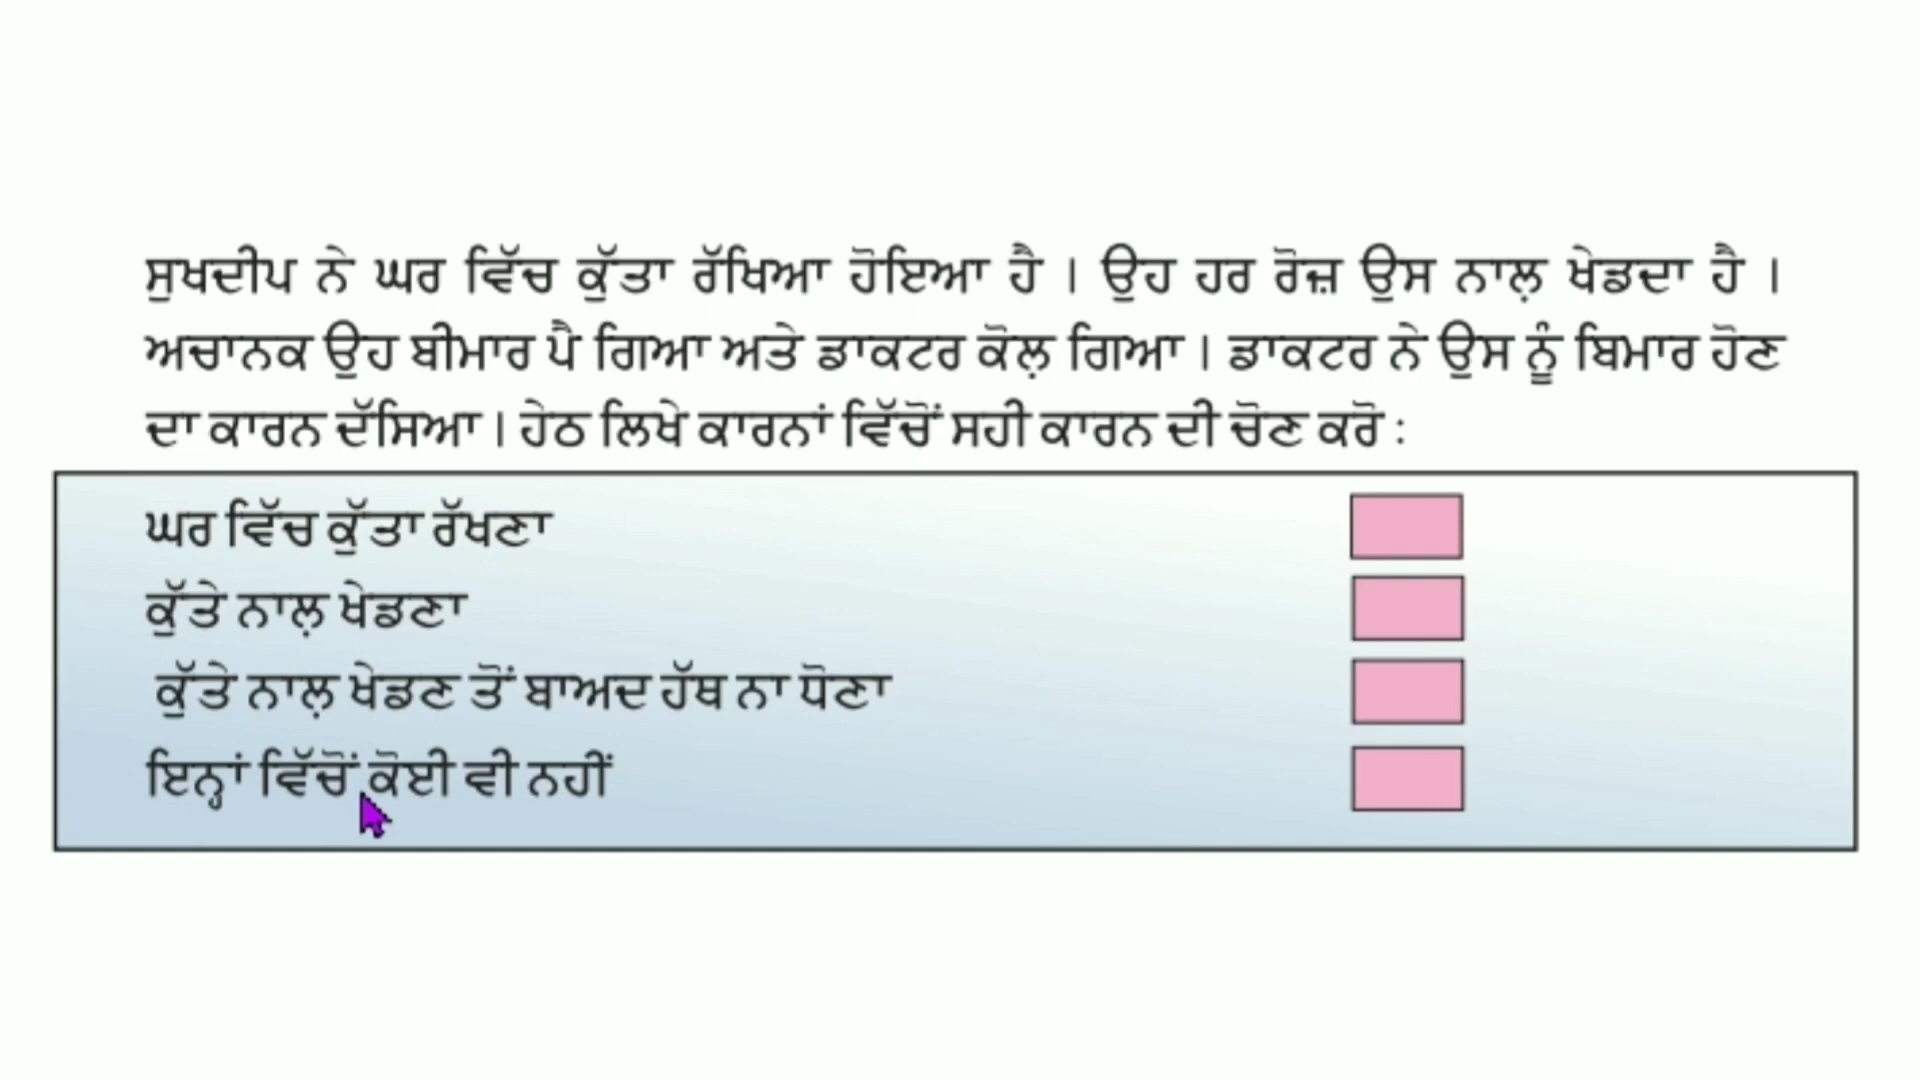 ਸੁਖਦੀਪ ਨੇ ਘਰ ਵਿੱਚ ਕੁੱਤਾ ਰੱਖਿਆ ਹੋਇਆ ਹੈ । ਉਹ ਹਰ ਰੋਜ਼ ਉਸ ਨਾਲ਼ ਖੇਡਦਾ ਹੈ ।
ਅਚਾਨਕ ਉਹ ਬੀਮਾਰ ਪੈ ਗਿਆ ਅਤੇ ਡਾਕਟਰ ਕੋਲ਼ ਗਿਆ । ਡਾਕਟਰ ਨੇ ਉਸ ਨੂੰ ਬਿਮਾਰ ਹੋਣ
ਦਾ ਕਾਰਨ ਦੱਸਿਆ । ਹੇਠ ਲਿਖੇ ਕਾਰਨਾਂ ਵਿੱਚੋਂ ਸਹੀ ਕਾਰਨ ਦੀ ਚੋਣ ਕਰੋ :
ਘਰ ਵਿੱਚ ਕੁੱਤਾ ਰੱਖਣਾ
ਕੁੱਤੇ ਨਾਲ਼ ਖੇਡਣਾ
ਕੁੱਤੇ ਨਾਲ਼ ਖੇਡਣ ਤੋਂ ਬਾਅਦ ਹੱਥ ਨਾ ਧੋਣਾ
ਇਨ੍ਹਾਂ ਵਿੱਚੋਂ ਕੋਈ ਵੀ ਨਹੀਂ